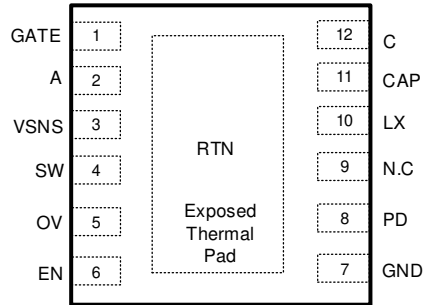 GATE 1
A 2
VSNS 3
SW 4
OV 5
EN 6
RTN
Exposed
Thermal
Pad
12 C
11 CAP
10 LX
9 N.C
8 PD
7 GND